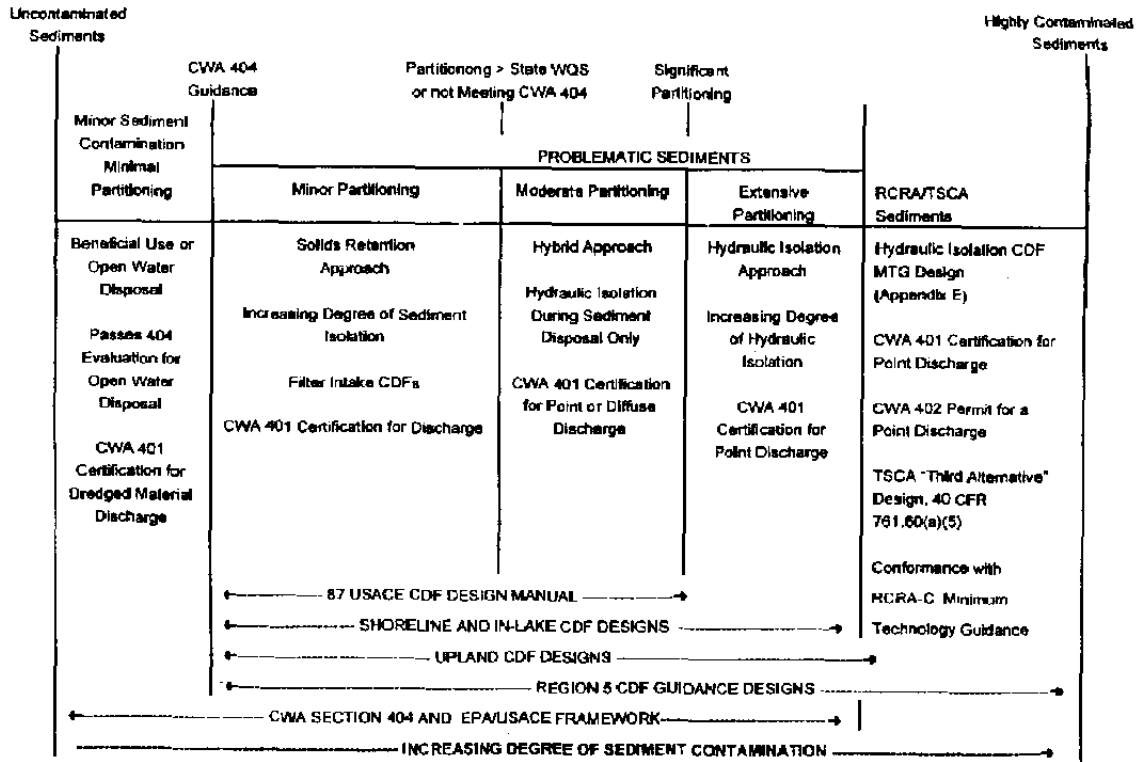 Uncontaminated
Sediments
Highly Contaminated
Sediments
CWA 404
Guidance
Partitionong > State WQS
or not Meeting CWA 404
Significant
Partitioning
Minor Sediment
Contamination
Minimal
Partitioning
PROBLEMATIC SEDIMENTS
Minor Partitioning
Moderate Partitioning
Extensive
Partitioning
RCRA/TSCA
Sediments
Beneficial Use or
Open Water
Disposal
Passes 404
Evaluation for
Open Water
Disposal
CWA 401
Certification for
Dredged Material
Discharge
Solids Retention
Approach
Increasing Degree of Sediment
Isolation
Filter Intake CDFs
CWA 401 Certification for Discharge
Hybrid Approach
Hydraulic Isolation
During Sediment
Disposal Only
CWA 401 Certification
for Point or Diffuse
Discharge
Hydraulic Isolation
Approach
Increasing Degree
of Hydraulic
Isolation
CWA 401
Certification for
Point Discharge
Hydraulic Isolation CDF
MTG Design
(Appendix E)
CWA 401 Certification for
Point Discharge
CWA 402 Permit for a
Point Discharge
TSCA "Third Alternative"
Design, 40 CFR
761.60(a)(5)
Conformance with
RCRA-C Minimum
Technology Guidance
87 USACE CDF DESIGN MANUAL
SHORELINE AND IN-LAKE CDF DESIGNS
UPLAND CDF DESIGNS
REGION 5 CDF GUIDANCE DESIGNS
CWA SECTION 404 AND EPA/USACE FRAMEWORK
INCREASING DEGREE OF SEDIMENT CONTAMINATION